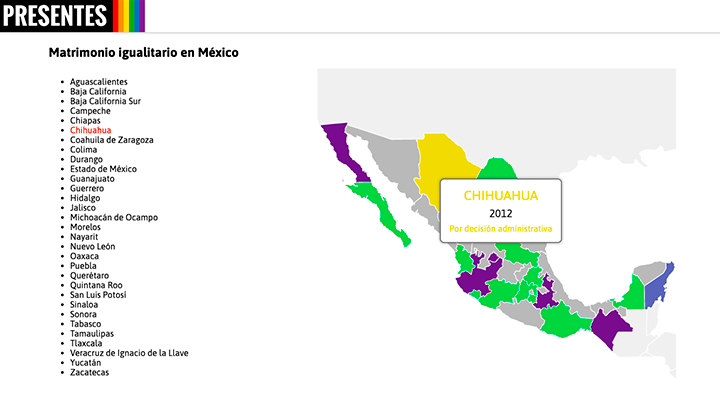 PRESENTES
Matrimonio igualitario en México
Aguascalientes
Baja California
Baja California Sur
Campeche
Chiapas
Chihuahua
Coahuila de Zaragoza
Colima
Durango
Estado de México
Guanajuato
Guerrero
Hidalgo
Jalisco
Michoacán de Ocampo
Morelos
Nayarit
Nuevo León
Oaxaca
Puebla
Querétaro
Quintana Roo
San Luis Potosí
Sinaloa
Sonora
Tabasco
Tamaulipas
Tlaxcala
Veracruz de Ignacio de la Llave
Yucatán
Zacatecas
CHIHUAHUA
2012
Por decisión administrativa